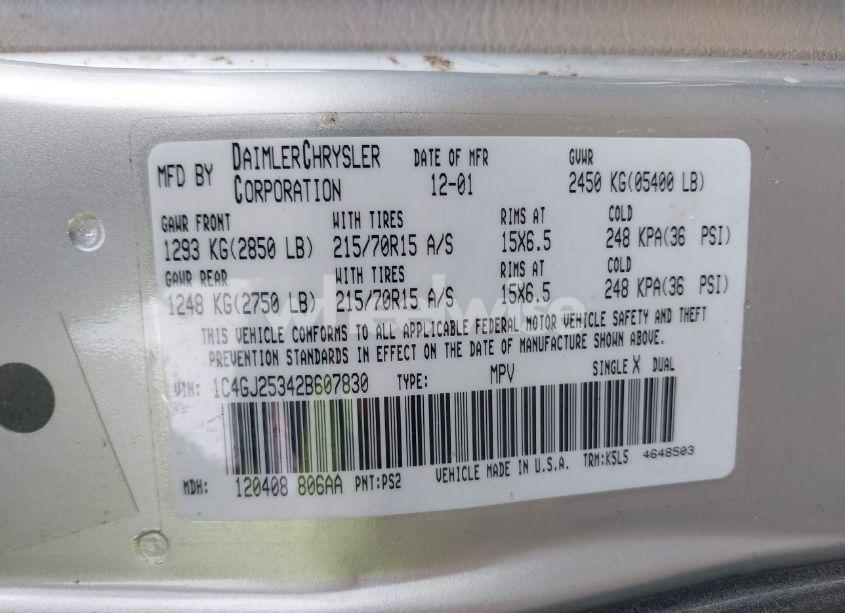 MFD BY DAIMLERCHRYSLER CORPORATION DATE OF MFR 12-01 GVWR 2450 KG(05400 LB)
GAWR FRONT WITH TIRES RIMS AT COLD
1293 KG(2850 LB) 215/70R15 A/S 15X6.5 248 KPA(36 PSI)
GAWR REAR WITH TIRES RIMS AT COLD
1248 KG(2750 LB) 215/70R15 A/S 15X6.5 248 KPA(36 PSI)
THIS VEHICLE CONFORMS TO ALL APPLICABLE FEDERAL MOTOR VEHICLE SAFETY AND THEFT
PREVENTION STANDARDS IN EFFECT ON THE DATE OF MANUFACTURE SHOWN ABOVE.
VIN: 1C4GJ25342B607830 TYPE: MPV SINGLE X DUAL
MDH: 120408 806AA PNT:PS2 VEHICLE MADE IN U.S.A. TRM:K5L5 4648503